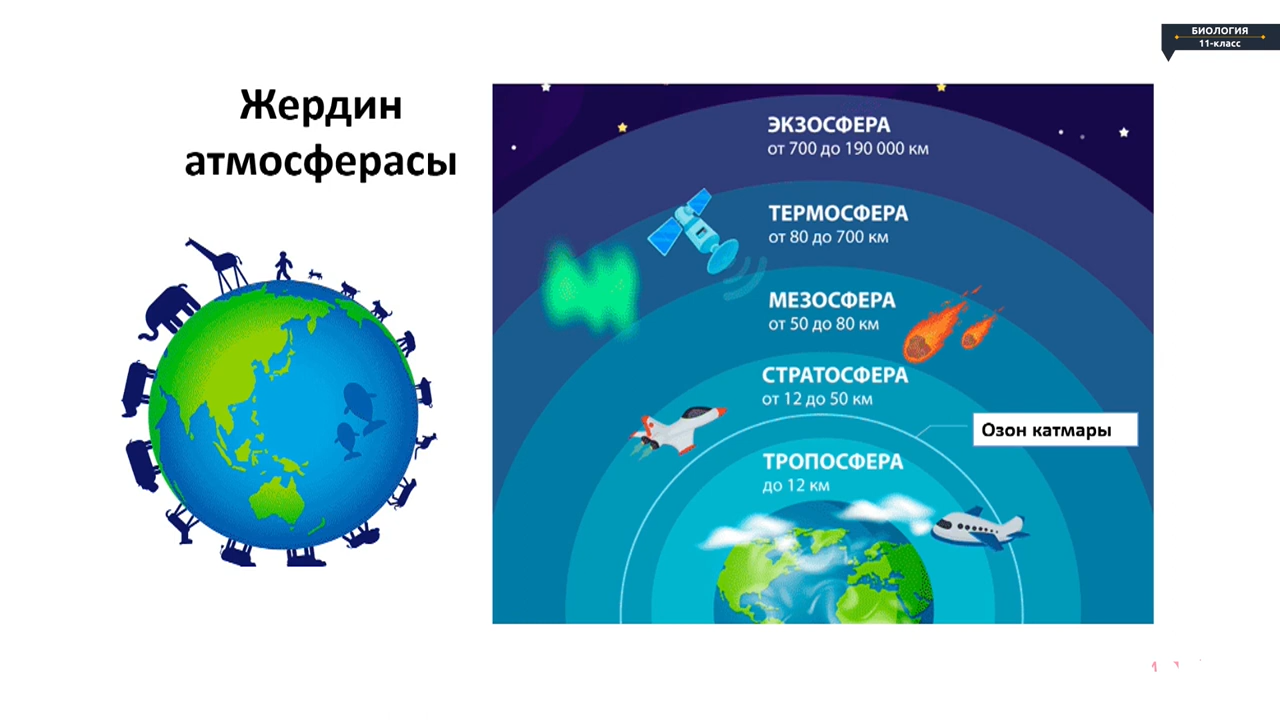 БИОЛОГИЯ
11-класс
Жердин
атмосферасы
ЭКЗОСФЕРА
от 700 до 190 000 км
ТЕРМОСФЕРА
от 80 до 700 км
МЕЗОСФЕРА
от 50 до 80 км
СТРАТОСФЕРА
от 12 до 50 км
Озон катмары
ТРОПОСФЕРА
до 12 км